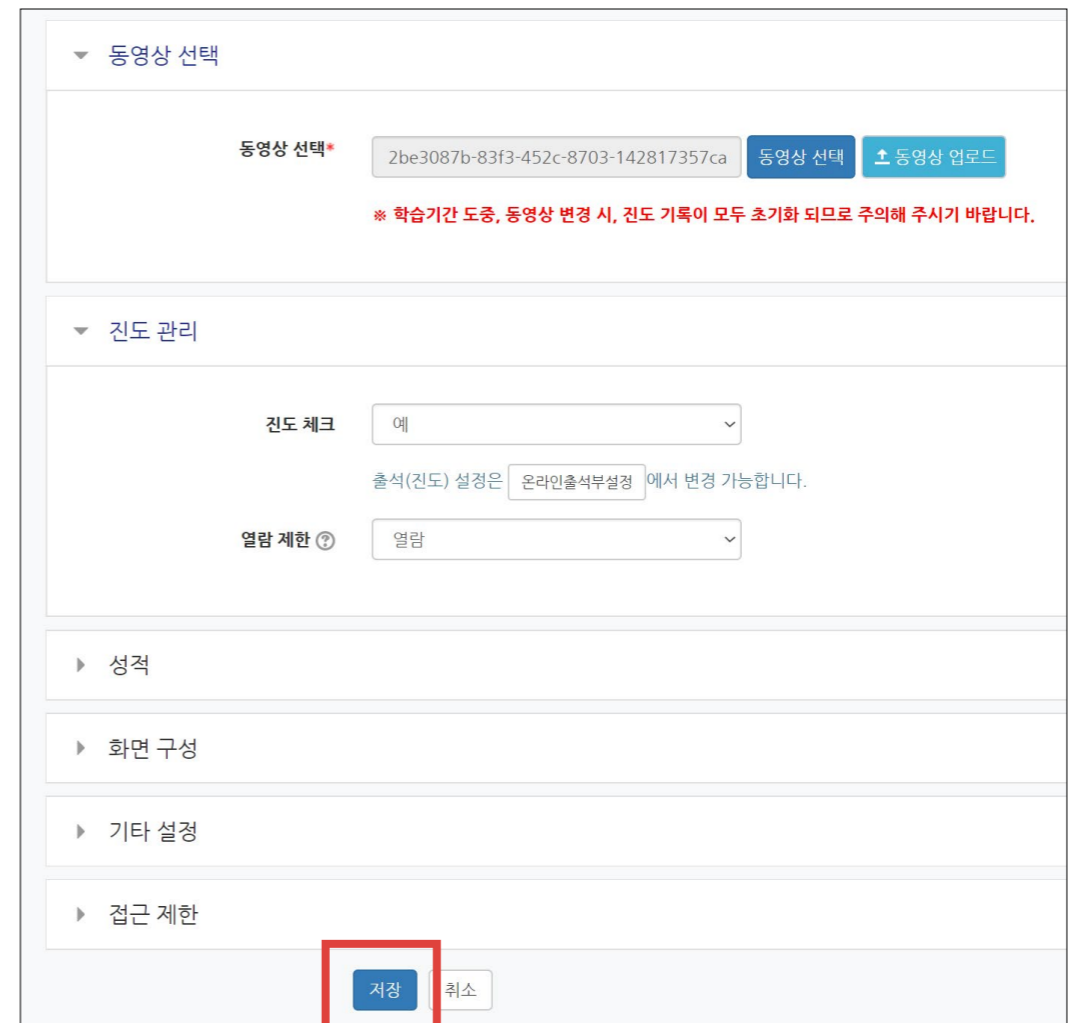 동영상 선택
동영상 선택* 2be3087b-83f3-452c-8703-142817357ca 동영상 선택 동영상 업로드
※ 학습기간 도중, 동영상 변경 시, 진도 기록이 모두 초기화 되므로 주의해 주시기 바랍니다.
진도 관리
진도 체크 예
출석(진도) 설정은 온라인출석부설정 에서 변경 가능합니다.
열람 제한 ? 열람
성적
화면 구성
기타 설정
접근 제한
저장 취소